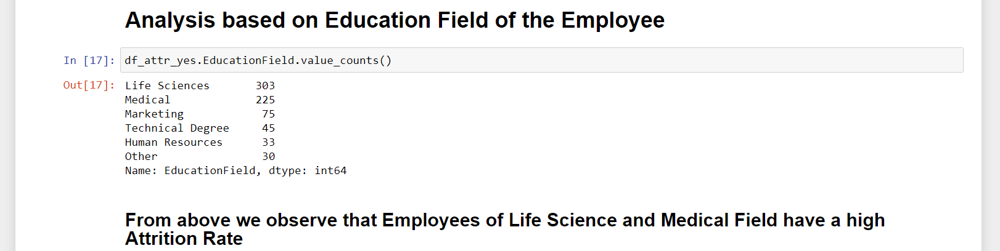 Analysis based on Education Field of the Employee
In [17]: df_attr_yes.EducationField.value_counts()
Out[17]: Life Sciences 303
Medical 225
Marketing 75
Technical Degree 45
Human Resources 33
Other 30
Name: EducationField, dtype: int64
From above we observe that Employees of Life Science and Medical Field have a high
Attrition Rate